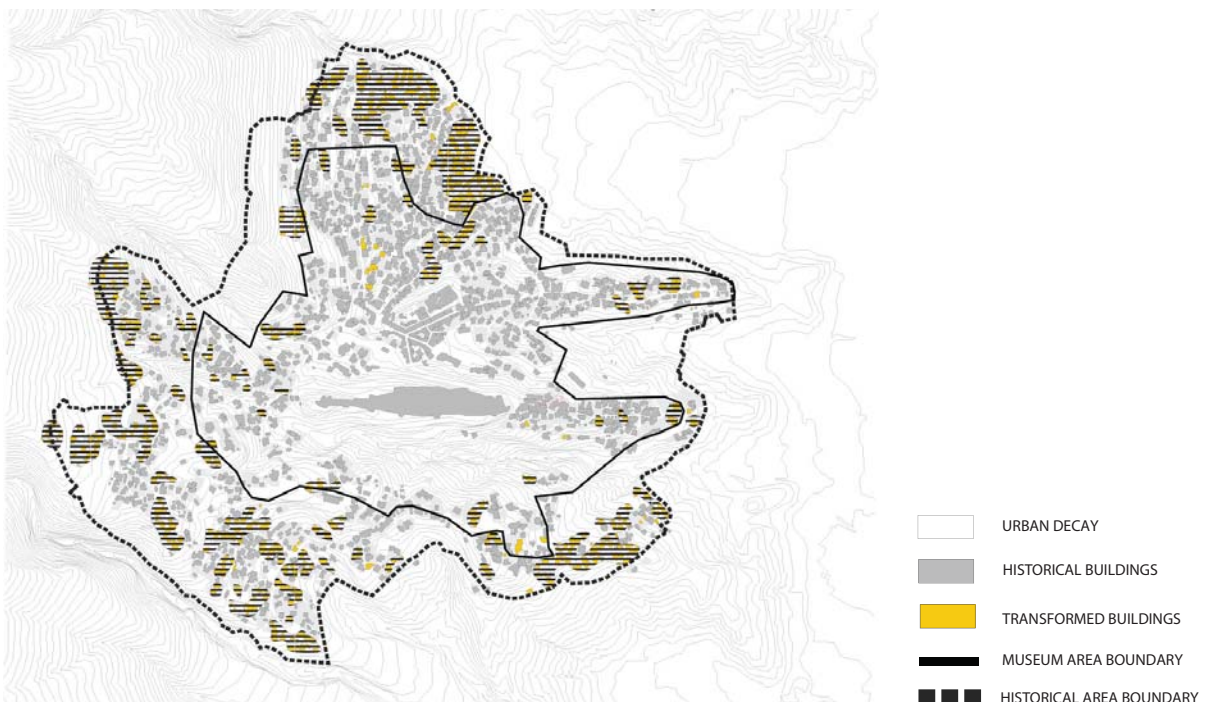 URBAN DECAY
HISTORICAL BUILDINGS
TRANSFORMED BUILDINGS
MUSEUM AREA BOUNDARY
HISTORICAL AREA BOUNDARY